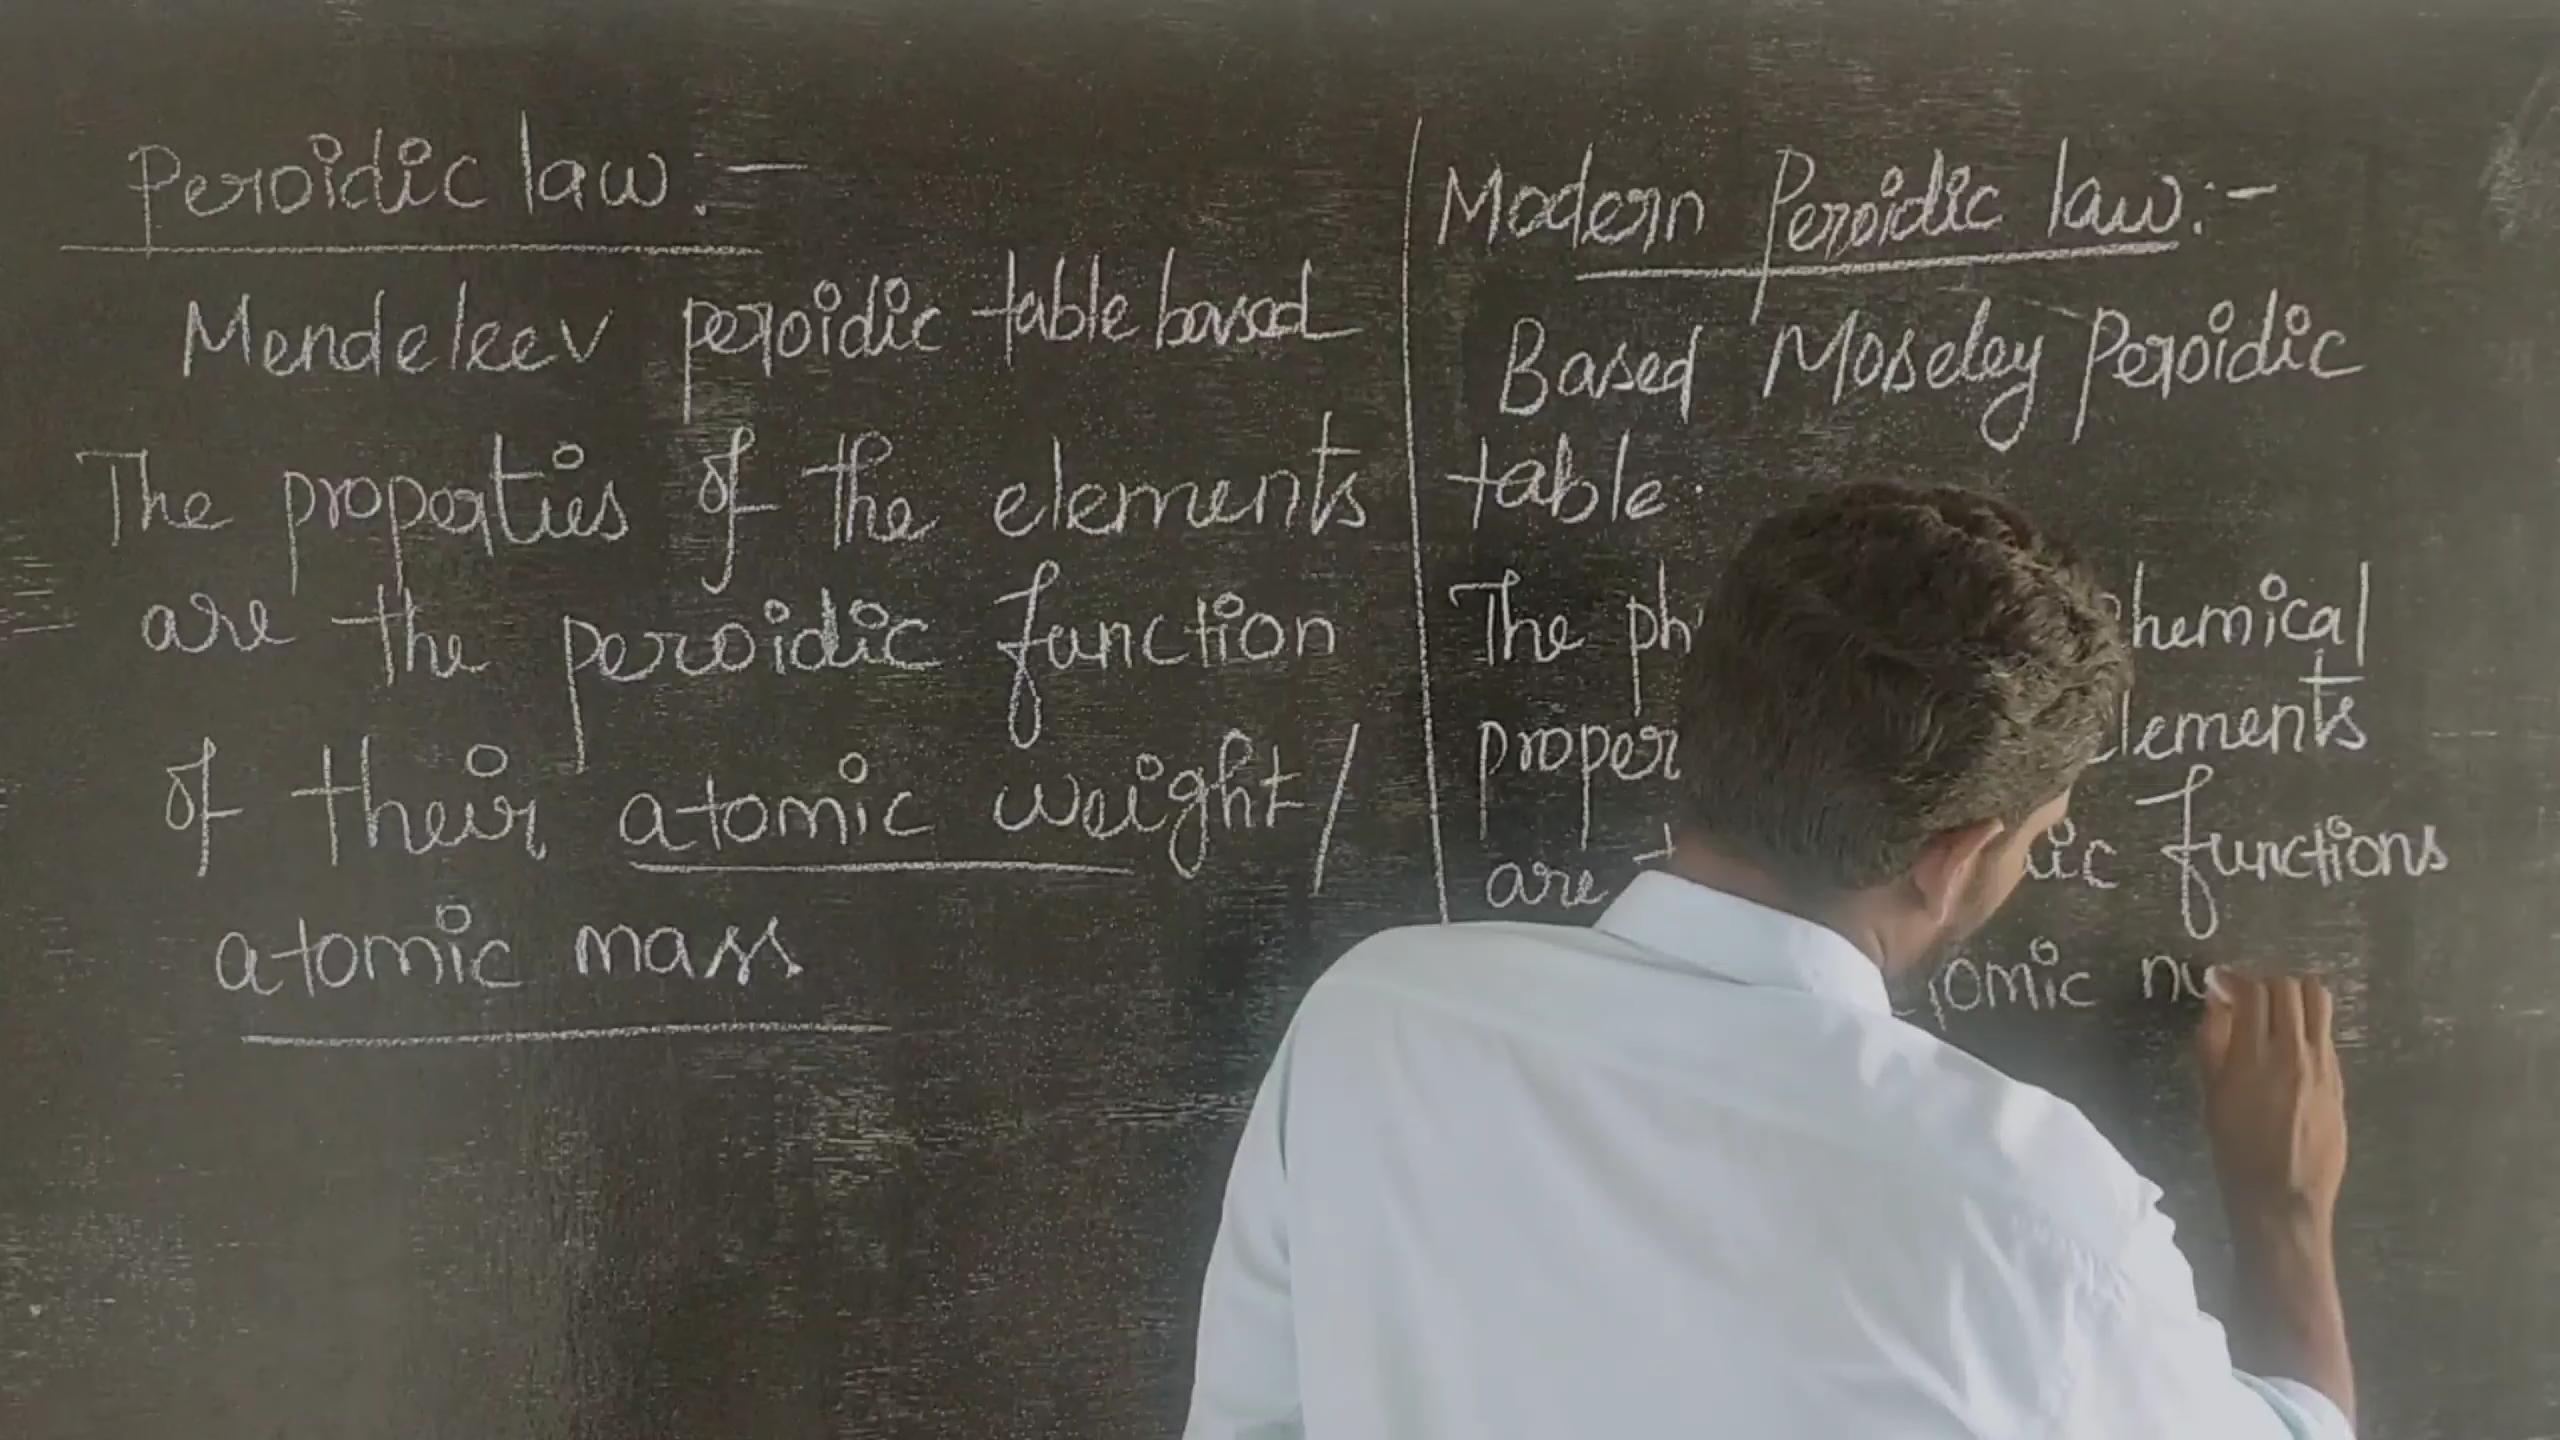 Peroidic law :-
Mendeleev peroidic table based
The properties of the elements
are the peroidic function
of their atomic weight/
atomic mass
Modern Peroidic law:-
Based Moseley Peroidic
table.
The ph hemical
proper lements
are ic functions
omic nu